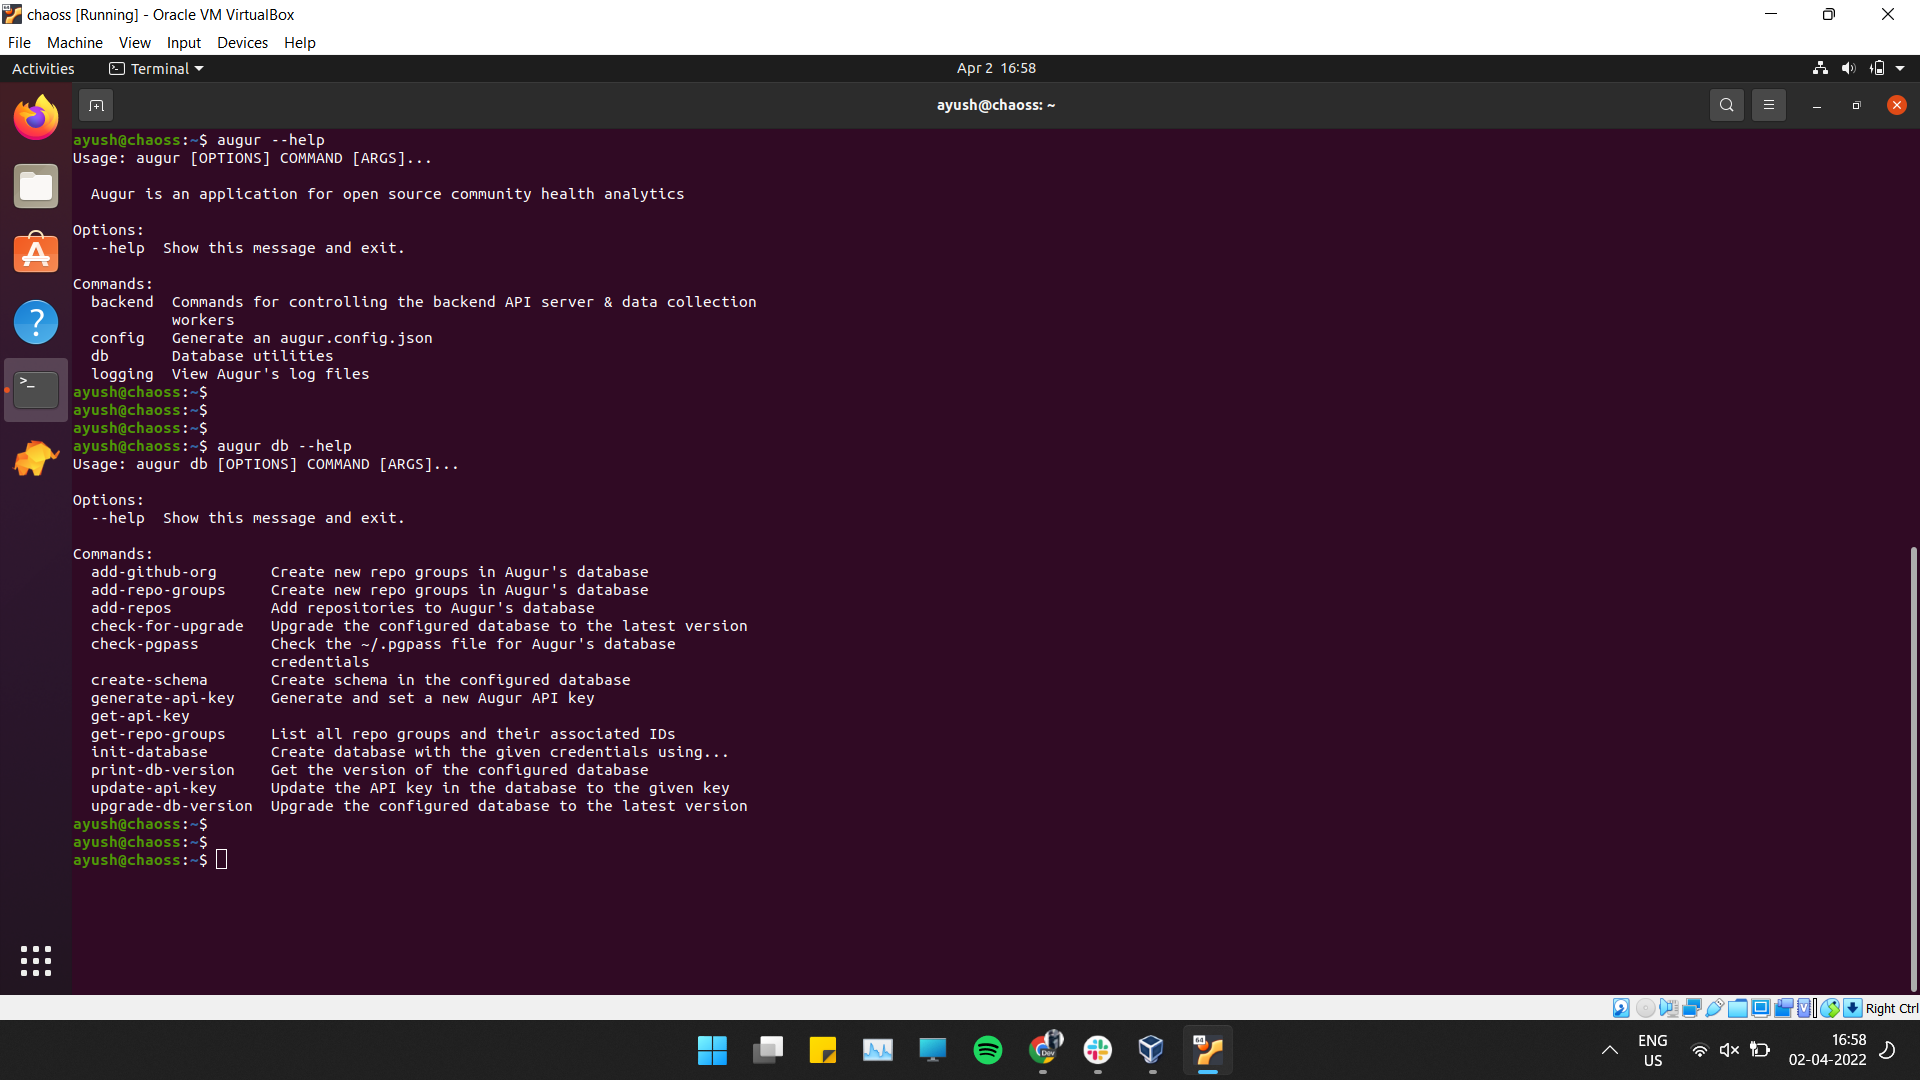 chaoss [Running] - Oracle VM VirtualBox
File Machine View Input Devices Help
Activities Terminal Apr 2 16:58
ayush@chaoss: ~
ayush@chaoss:~$ augur --help
Usage: augur [OPTIONS] COMMAND [ARGS]...
Augur is an application for open source community health analytics
Options:
--help Show this message and exit.
Commands:
backend Commands for controlling the backend API server & data collection
workers
config Generate an augur.config.json
db Database utilities
logging View Augur's log files
ayush@chaoss:~$
ayush@chaoss:~$
ayush@chaoss:~$
ayush@chaoss:~$ augur db --help
Usage: augur db [OPTIONS] COMMAND [ARGS]...
Options:
--help Show this message and exit.
Commands:
add-github-org Create new repo groups in Augur's database
add-repo-groups Create new repo groups in Augur's database
add-repos Add repositories to Augur's database
check-for-upgrade Upgrade the configured database to the latest version
check-pgpass Check the ~/.pgpass file for Augur's database
credentials
create-schema Create schema in the configured database
generate-api-key Generate and set a new Augur API key
get-api-key
get-repo-groups List all repo groups and their associated IDs
init-database Create database with the given credentials using...
print-db-version Get the version of the configured database
update-api-key Update the API key in the database to the given key
upgrade-db-version Upgrade the configured database to the latest version
ayush@chaoss:~$
ayush@chaoss:~$
ayush@chaoss:~$
Right Ctrl
Dev
64
ENG
US
16:58
02-04-2022